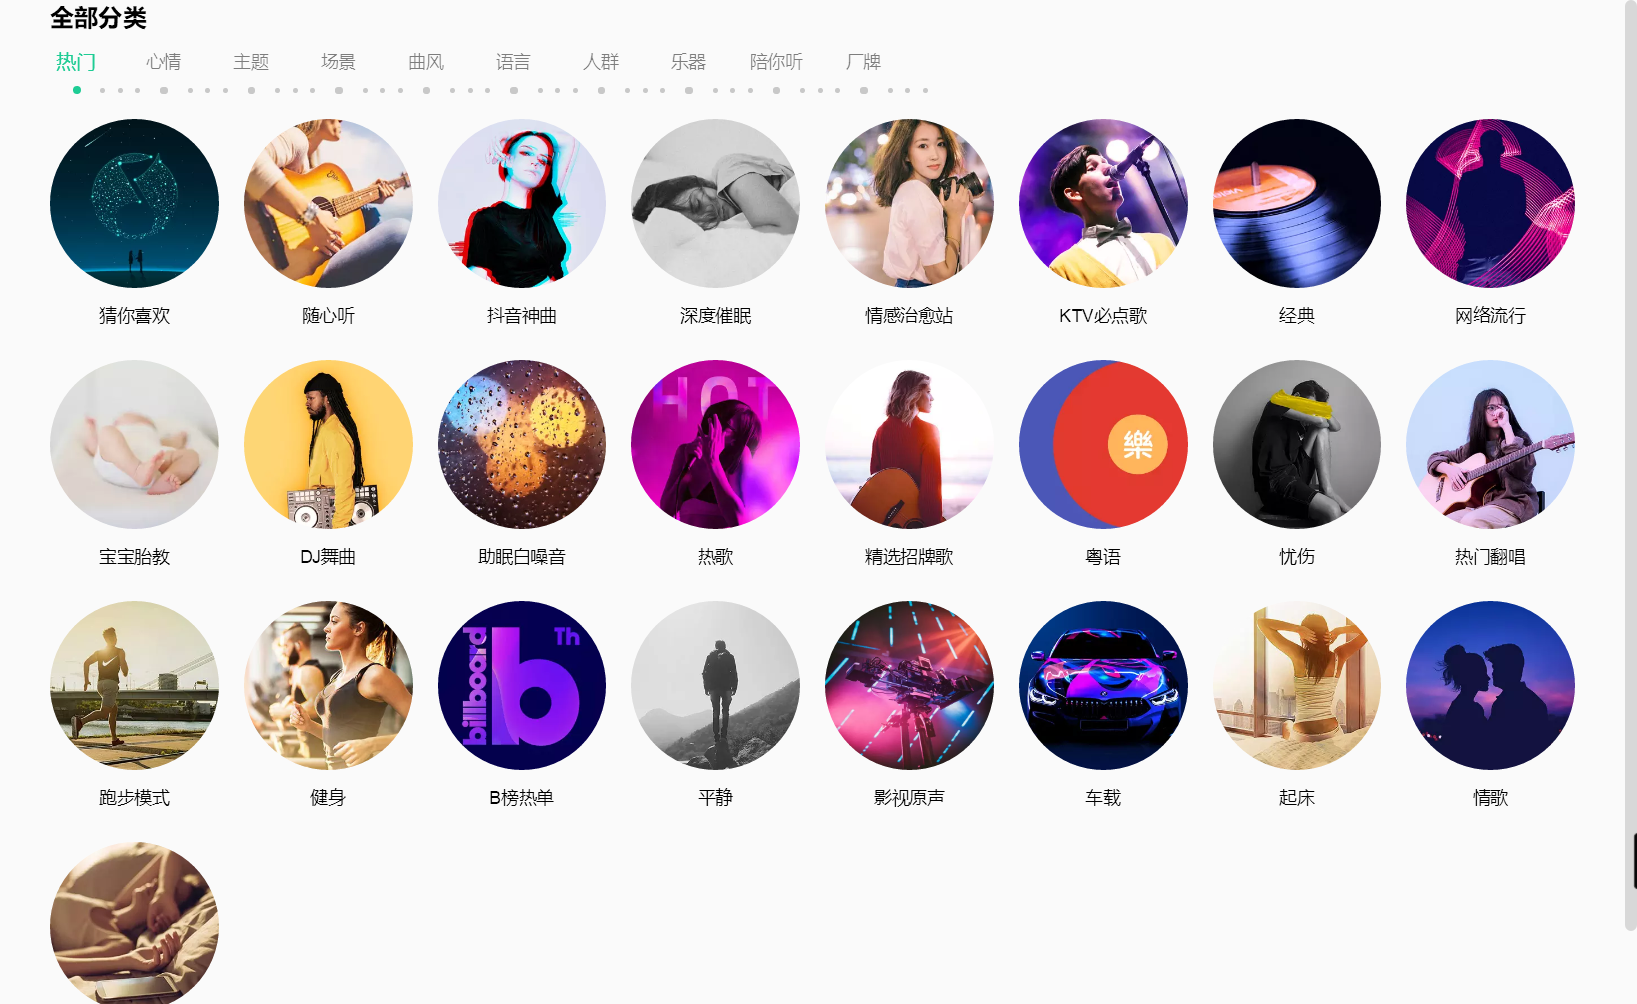 全部分类
热门 心情 主题 场景 曲风 语言 人群 乐器 陪你听 厂牌
猜你喜欢 随心听 抖音神曲 深度催眠 情感治愈站 KTV必点歌 经典 网络流行
HOT
樂
宝宝胎教 DJ舞曲 助眠白噪音 热歌 精选招牌歌 粤语 忧伤 热门翻唱
billboard
b
Th
跑步模式 健身 B榜热单 平静 影视原声 车载 起床 情歌